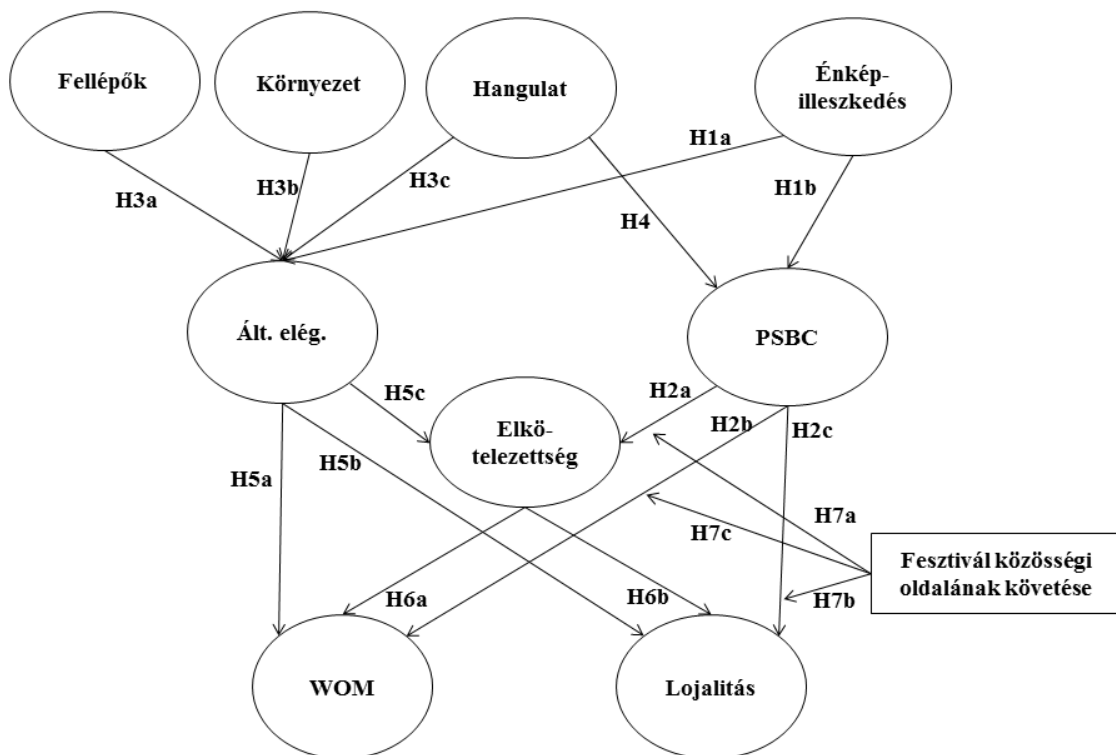 Fellépők
Környezet
Hangulat
Énkép-
illeszkedés
H1a
H3a
H3b
H3c
H4
H1b
Ált. elég.
PSBC
H5c
H2a
H2b
H2c
Elkö-
telezettség
H5a
H5b
H7a
H7c
H7b
Fesztivál közösségi
oldalának követése
H6a
H6b
WOM
Lojalitás